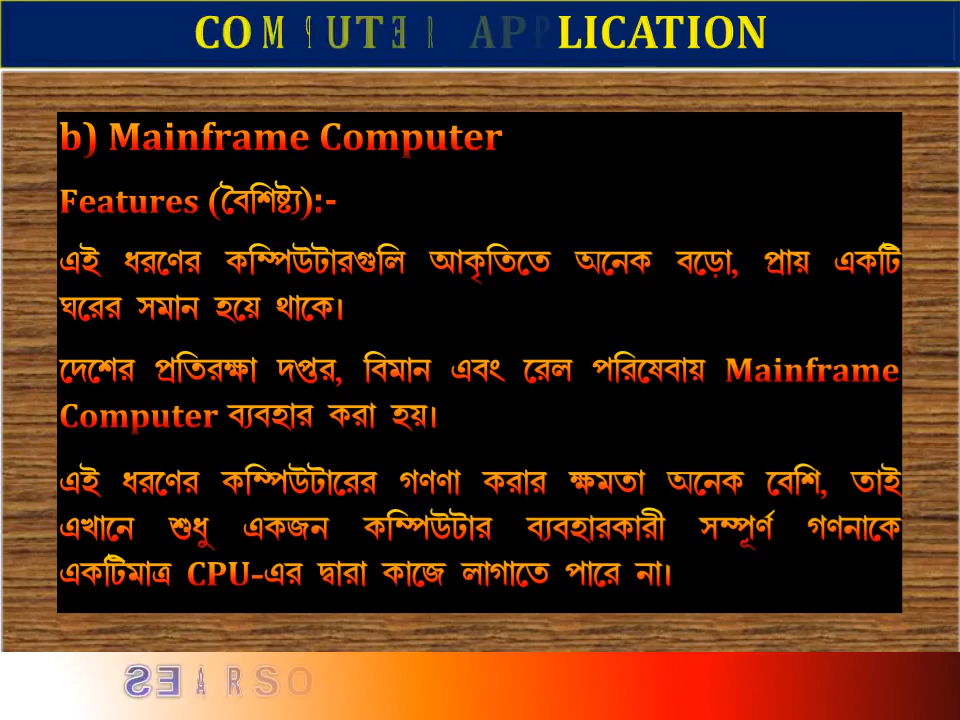 COMPUTER APPLICATION
b) Mainframe Computer
Features (বৈশিষ্ট্য):-
এই ধরণের কম্পিউটারগুলি আকৃতিতে অনেক বড়ো, প্রায় একটি
ঘরের সমান হয়ে থাকে।
দেশের প্রতিরক্ষা দপ্তর, বিমান এবং রেল পরিষেবায় Mainframe
Computer ব্যবহার করা হয়।
এই ধরণের কম্পিউটারের গণণা করার ক্ষমতা অনেক বেশি, তাই
এখানে শুধু একজন কম্পিউটার ব্যবহারকারী সম্পূর্ণ গণনাকে
একটিমাত্র CPU-এর দ্বারা কাজে লাগাতে পারে না।